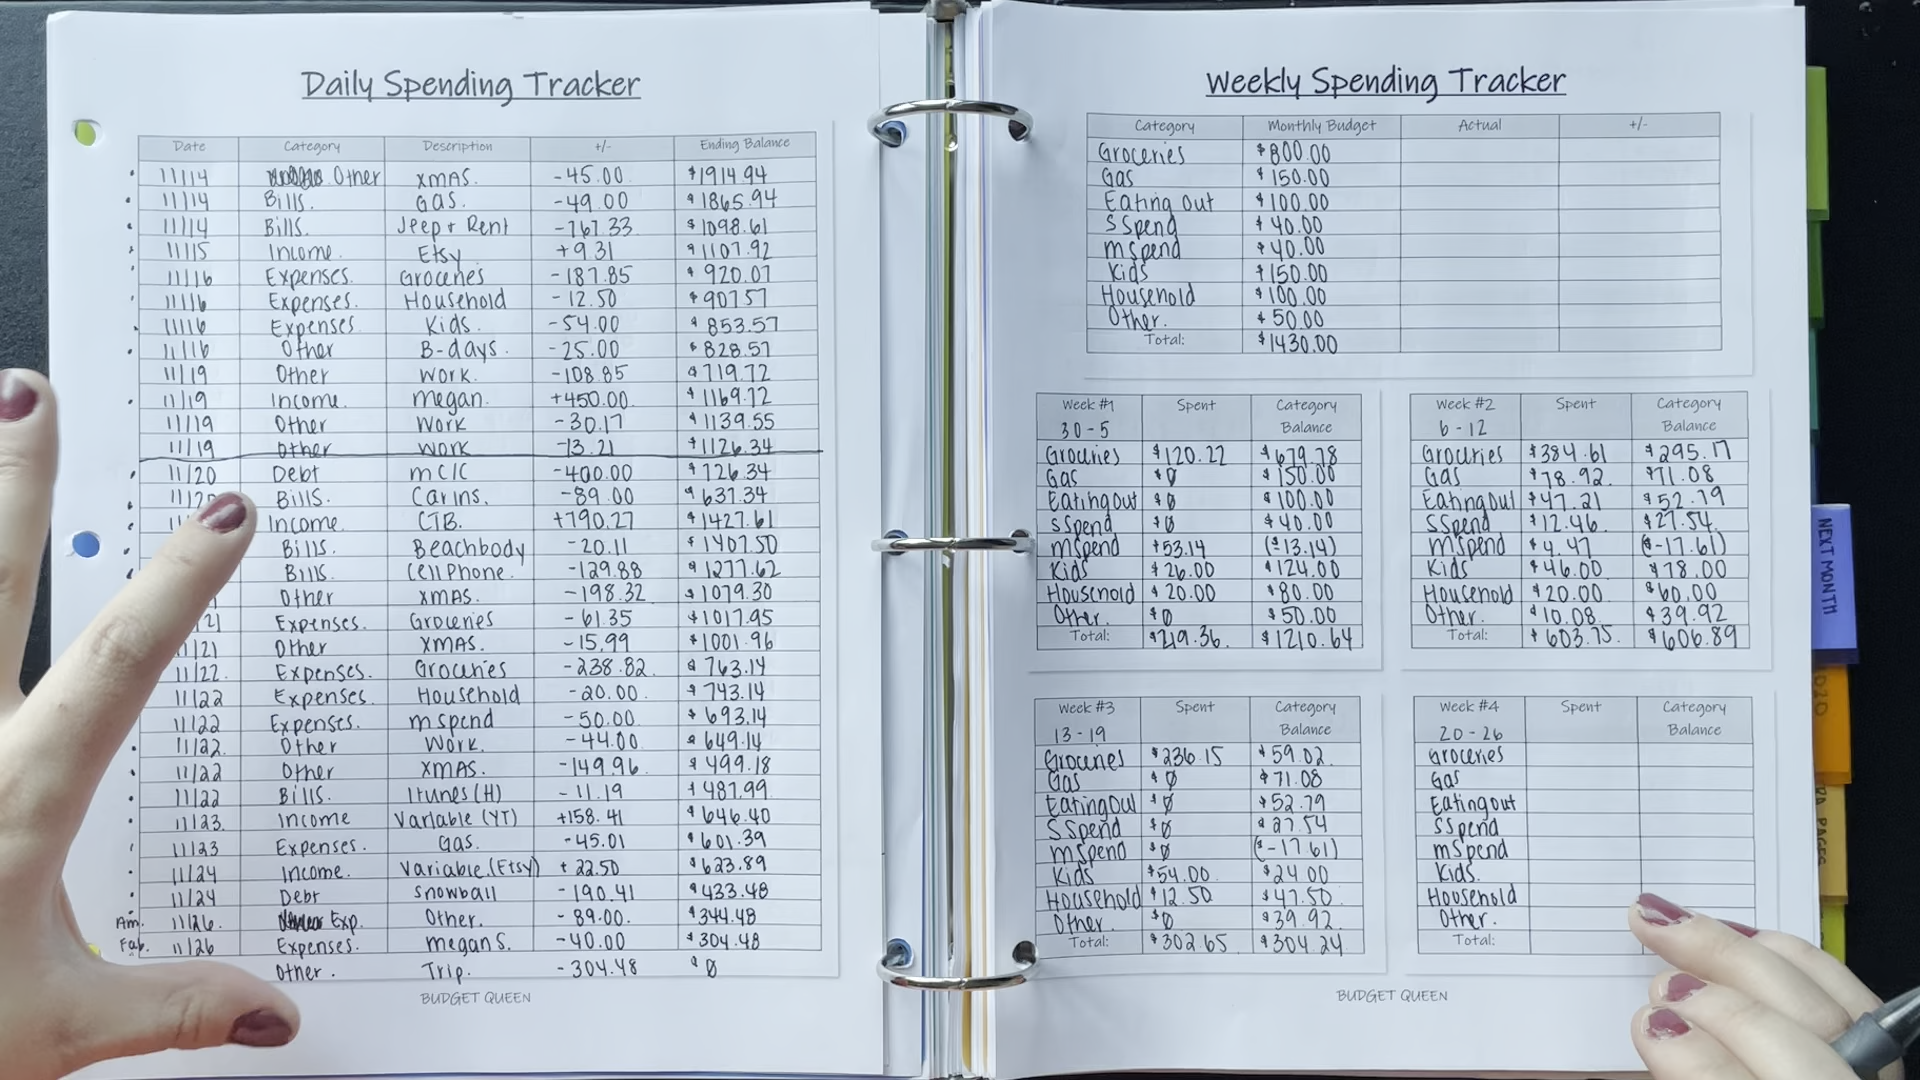 Daily Spending Tracker
Date Category Description +/- Ending Balance
11/14 Other XMAS. -45.00 $1914.94
11/14 Bills. Gas. -49.00 $1865.94
11/14 Bills. Jeep + Rent -767.33 $1098.61
11/15 Income. Etsy +9.31 $1107.92
11/16 Expenses. Groceries -187.85 $920.07
11/16 Expenses. Household -12.50 $907.57
11/16 Expenses Kids. -54.00 $853.57
11/16 Other B-days. -25.00 $828.57
11/19 Other Work. -108.85 $719.72
11/19 Income. Megan. +450.00 $1169.72
11/19 Other Work -30.17 $1139.55
11/19 Other Work -13.21 $1126.34
11/20 Debt MC/C -400.00 $726.34
11/20 Bills. Car ins. -89.00 $637.34
Income. CTB. +790.27 $1427.61
Bills. Beachbody -20.11 $1407.50
Bills. Cell Phone. -129.88 $1277.62
Other XMAS. -198.32 $1079.30
21 Expenses. Groceries -61.35 $1017.95
11/21 Other XMAS. -15.99 $1001.96
11/22. Expenses. Groceries -238.82. $763.14
11/22 Expenses. Household -20.00. $743.14
11/22 Expenses. mspend -50.00 $693.14
11/22. Other Work. -44.00 $649.14
11/22 Other XMAS. -149.96. $499.18
11/22 Bills. Itunes (H) -11.19 $487.99
11/23. Income Variable (YT) +158.41 $646.40
11/23 Expenses. Gas. -45.01 $601.39
11/24 Income. Variable.(Etsy) +22.50 $623.89
11/24 Debt Snowball -190.41 $433.48
Am. 11/26. Exp. Other. -89.00. $344.48
Fab. 11/26 Expenses. Megan S. -40.00 $304.48
Other. Trip. -304.48 $0
BUDGET QUEEN
Weekly Spending Tracker
Category Monthly Budget Actual +/-
Groceries $800.00
Gas $150.00
Eating Out $100.00
S Spend $40.00
M Spend $40.00
Kids $150.00
Household $100.00
Other. $50.00
Total: $1430.00
Week #1 Spent Category Balance
30-5
Groceries $120.22 $679.78
Gas $0 $150.00
Eating Out $0 $100.00
S Spend $0 $40.00
M Spend $53.14 ($-13.14)
Kids $26.00 $124.00
Household $20.00 $80.00
Other. $0 $50.00
Total: $219.36. $1210.64
Week #2 Spent Category Balance
6-12
Groceries $384.61 $295.17
Gas $78.92. $71.08
Eating Out $47.21 $52.79
S Spend $12.46. $27.54.
M Spend $4.47 ($-17.61)
Kids $46.00 $78.00
Household $20.00. $60.00
Other. $10.08. $39.92
Total: $603.75. $606.89
Week #3 Spent Category Balance
13-19
Groceries $236.15 $59.02.
Gas $0 $71.08
Eating Out $0 $52.79
S Spend $0 $27.54
M Spend $0 ($-17.61)
Kids $54.00 $24.00
Household $12.50 $47.50.
Other $0 $39.92.
Total: $302.65. $304.24
Week #4 Spent Category Balance
20-26
Groceries
Gas
Eating out
S Spend
M Spend
Kids.
Household
Other.
Total:
BUDGET QUEEN
NEXT MONTH
PAGES